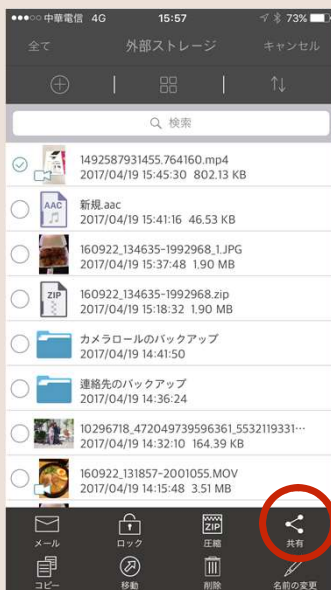 中華電信 4G 15:57 73%
全て 外部ストレージ キャンセル
検索
1492587931455.764160.mp4
2017/04/19 15:45:30 802.13 KB
AAC
新規.aac
2017/04/19 15:41:16 46.53 KB
160922_134635-1992968_1.JPG
2017/04/19 15:37:48 1.90 MB
ZIP
160922_134635-1992968.zip
2017/04/19 15:18:32 1.90 MB
カメラロールのバックアップ
2017/04/19 14:41:50
連絡先のバックアップ
2017/04/19 14:36:24
10296718_472049739596361_5532119331…
2017/04/19 14:32:10 164.39 KB
160922_131857-2001055.MOV
2017/04/19 14:15:48 3.51 MB
ZIP
メール ロック 圧縮 共有
コピー 移動 削除 名前の変更